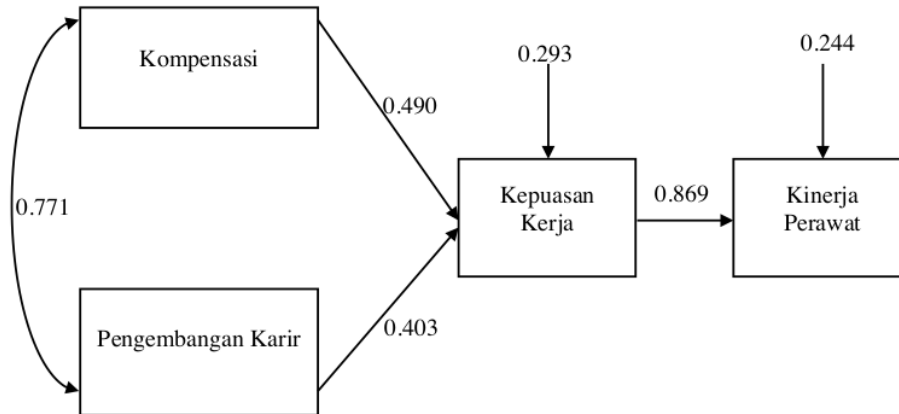 Kompensasi
0.293
0.244
0.490
0.771
Kepuasan
Kerja
0.869
Kinerja
Perawat
Pengembangan Karir
0.403